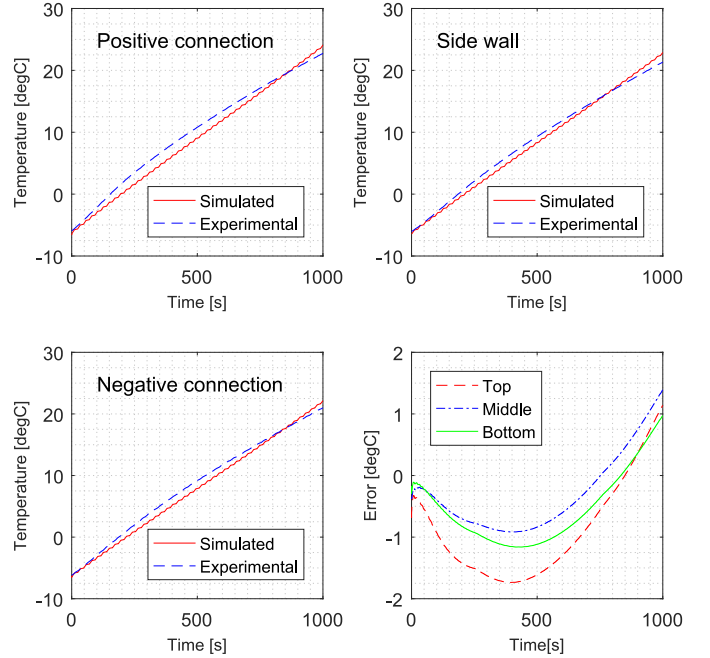 30
20
10
0
-10
Temperature [degC]
Positive connection
Simulated
Experimental
0
500
1000
Time [s]
30
20
10
0
-10
Temperature [degC]
Side wall
Simulated
Experimental
0
500
1000
Time [s]
30
20
10
0
-10
Temperature [degC]
Negative connection
Simulated
Experimental
0
500
1000
Time [s]
2
1
0
-1
-2
Error [degC]
Top
Middle
Bottom
0
500
1000
Time[s]